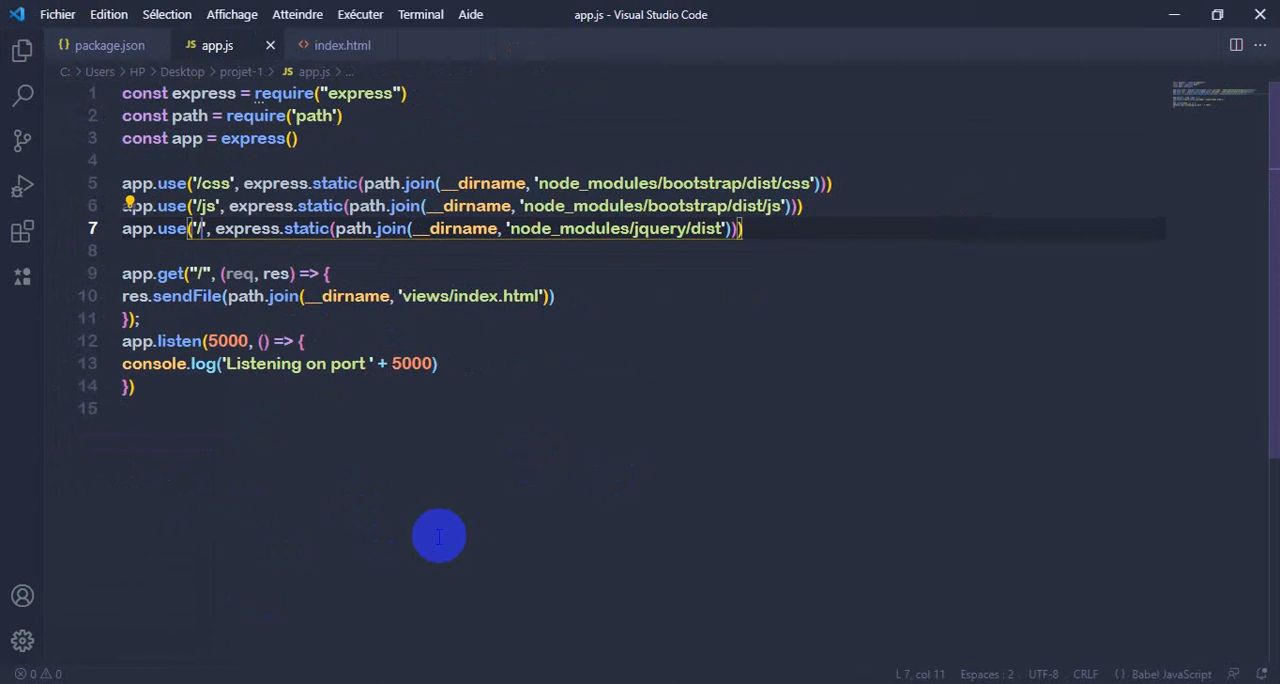 Fichier Edition Sélection Affichage Atteindre Exécuter Terminal Aide app.js - Visual Studio Code
{} package.json JS app.js <> index.html
C: > Users > HP > Desktop > projet-1 > JS app.js > ...
1 const express = require("express")
2 const path = require('path')
3 const app = express()
4
5 app.use('/css', express.static(path.join(__dirname, 'node_modules/bootstrap/dist/css')))
6 app.use('/js', express.static(path.join(__dirname, 'node_modules/bootstrap/dist/js')))
7 app.use('/', express.static(path.join(__dirname, 'node_modules/jquery/dist')))
8
9 app.get("/", (req, res) => {
10 res.sendFile(path.join(__dirname, 'views/index.html'))
11 });
12 app.listen(5000, () => {
13 console.log('Listening on port ' + 5000)
14 })
15
0 0 L 7, col 11 Espaces : 2 UTF-8 CRLF {} Babel JavaScript